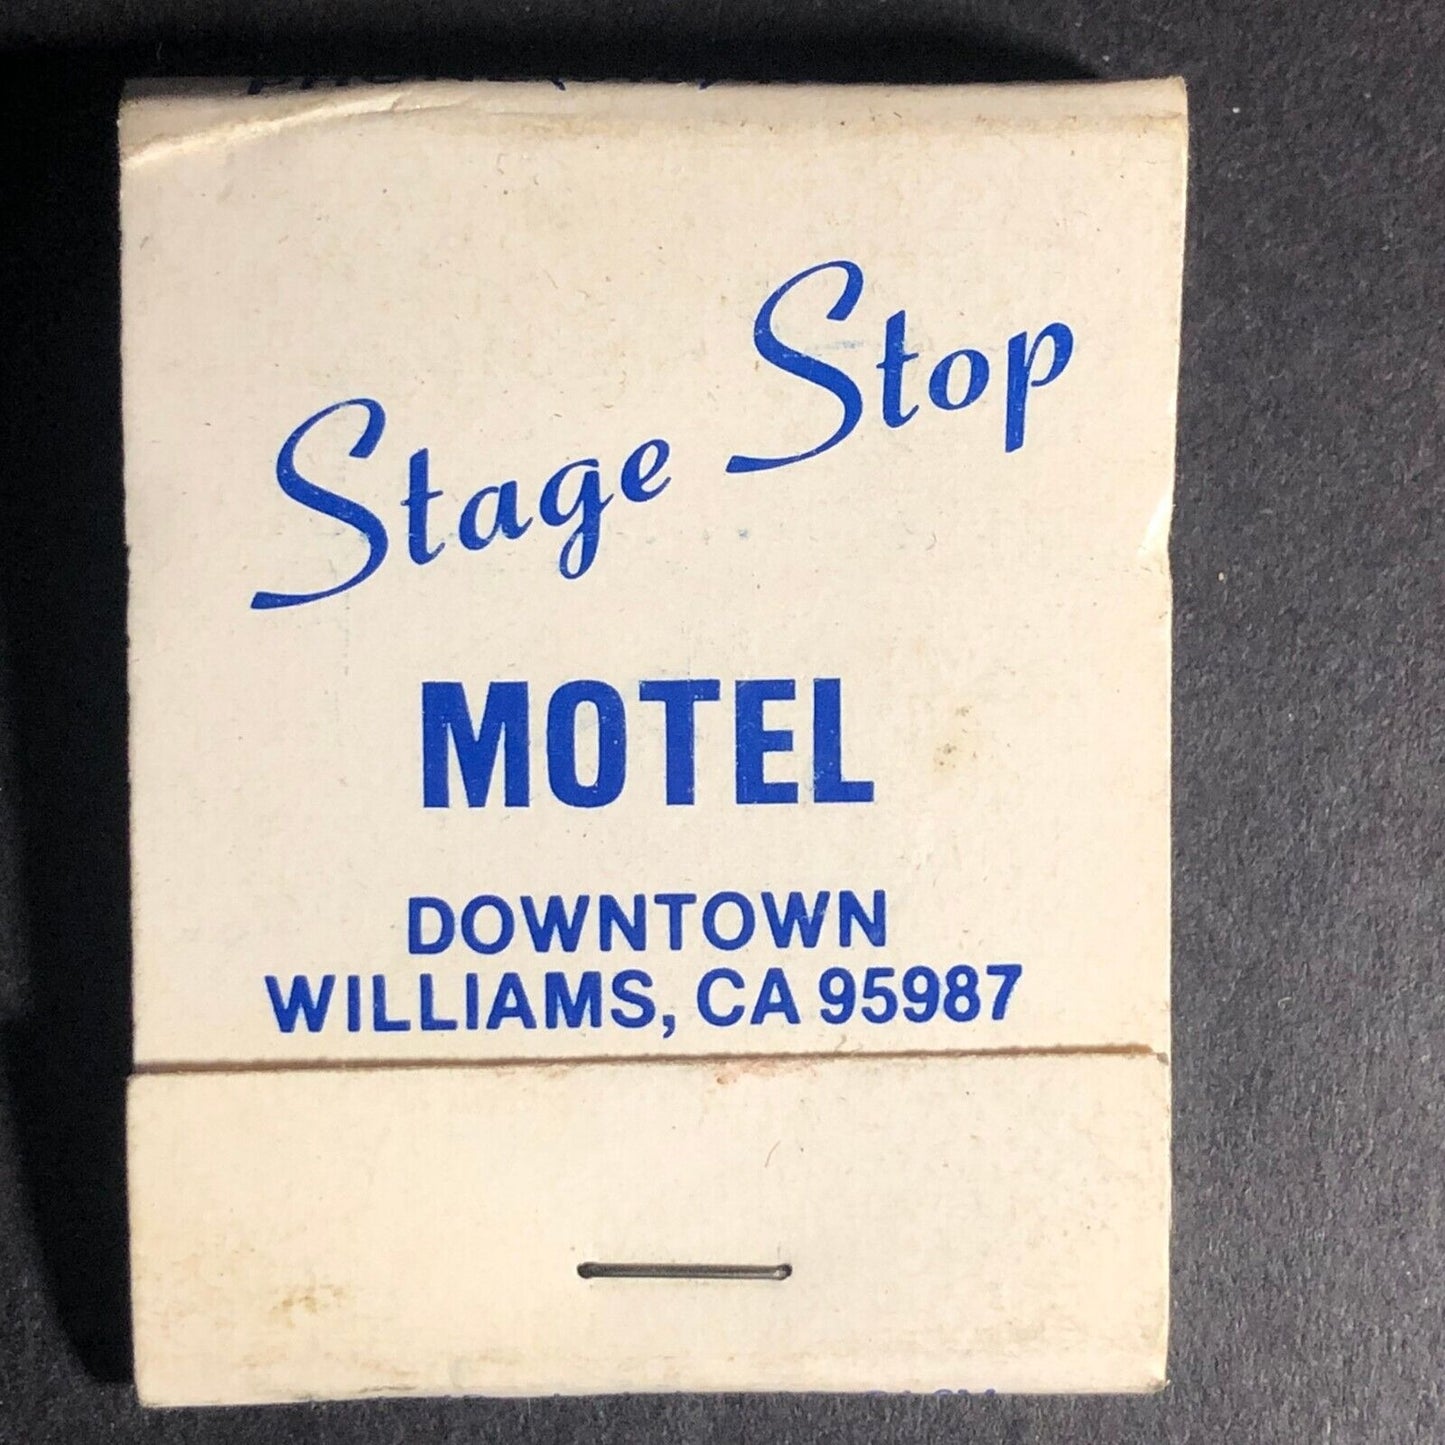 Stage Stop
MOTEL
DOWNTOWN
WILLIAMS, CA 95987